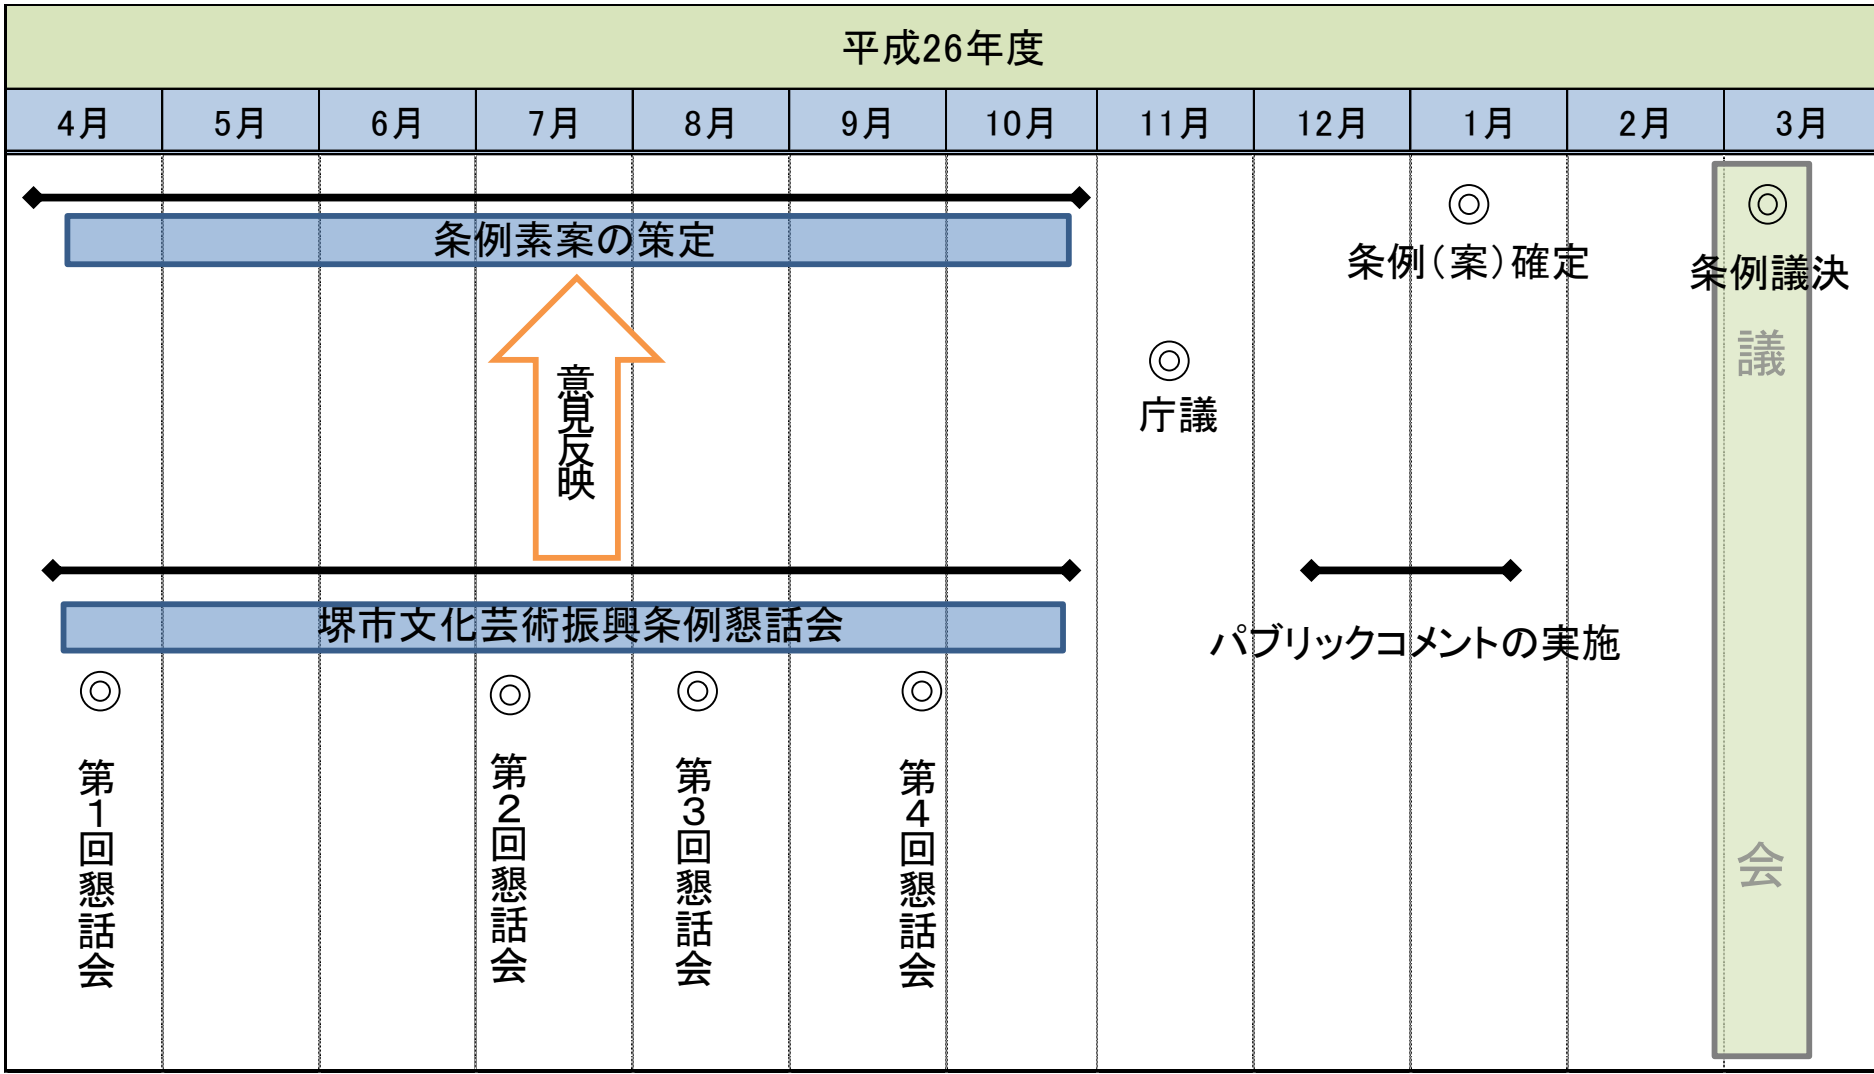 平成26年度
4月 5月 6月 7月 8月 9月 10月 11月 12月 1月 2月 3月
◎ ◎
条例素案の策定
条例(案)確定
条例議決
意見反映
◎
庁議
議会
堺市文化芸術振興条例懇話会
パブリックコメントの実施
◎ ◎ ◎ ◎
第1回懇話会
第2回懇話会
第3回懇話会
第4回懇話会